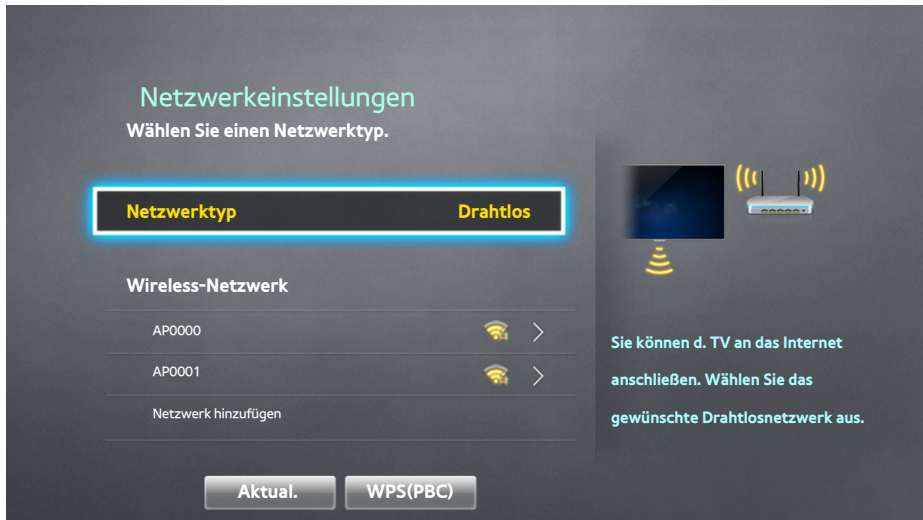 Netzwerkeinstellungen
Wählen Sie einen Netzwerktyp.
Netzwerktyp Drahtlos
Wireless-Netzwerk
AP0000
AP0001
Netzwerk hinzufügen
Sie können d. TV an das Internet
anschließen. Wählen Sie das
gewünschte Drahtlosnetzwerk aus.
Aktual. WPS(PBC)